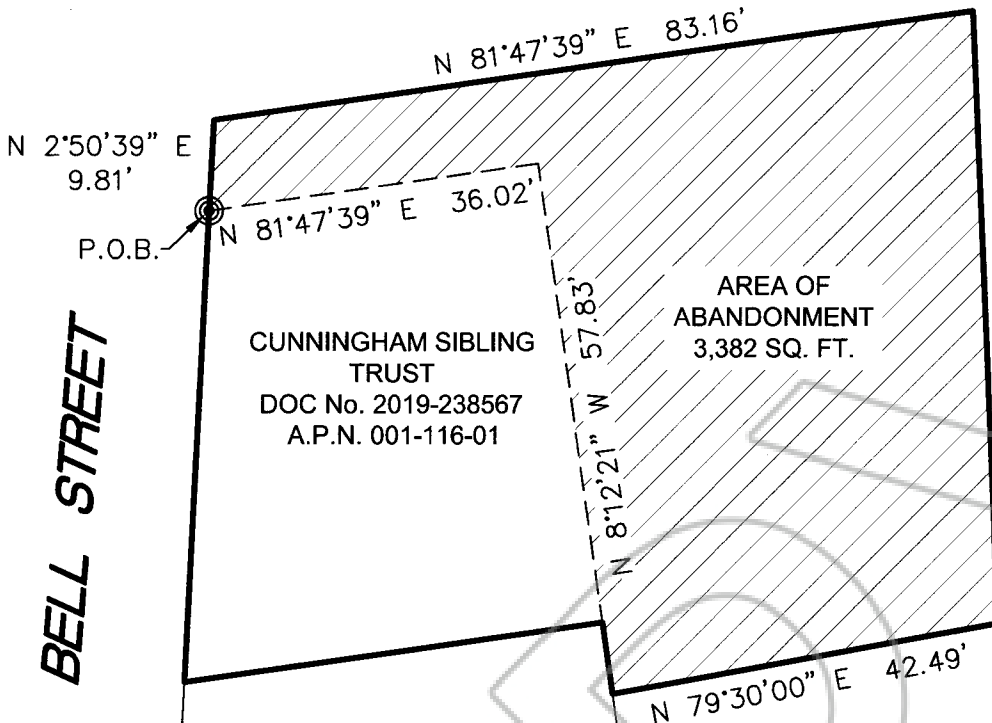 N 81°47'39" E 83.16'
N 2°50'39" E
9.81'
P.O.B.
N 81°47'39" E 36.02'
CUNNINGHAM SIBLING
TRUST
DOC No. 2019-238567
A.P.N. 001-116-01
AREA OF
ABANDONMENT
3,382 SQ. FT.
N 8°12'21" W 57.83'
BELL STREET
N 79°30'00" E 42.49'